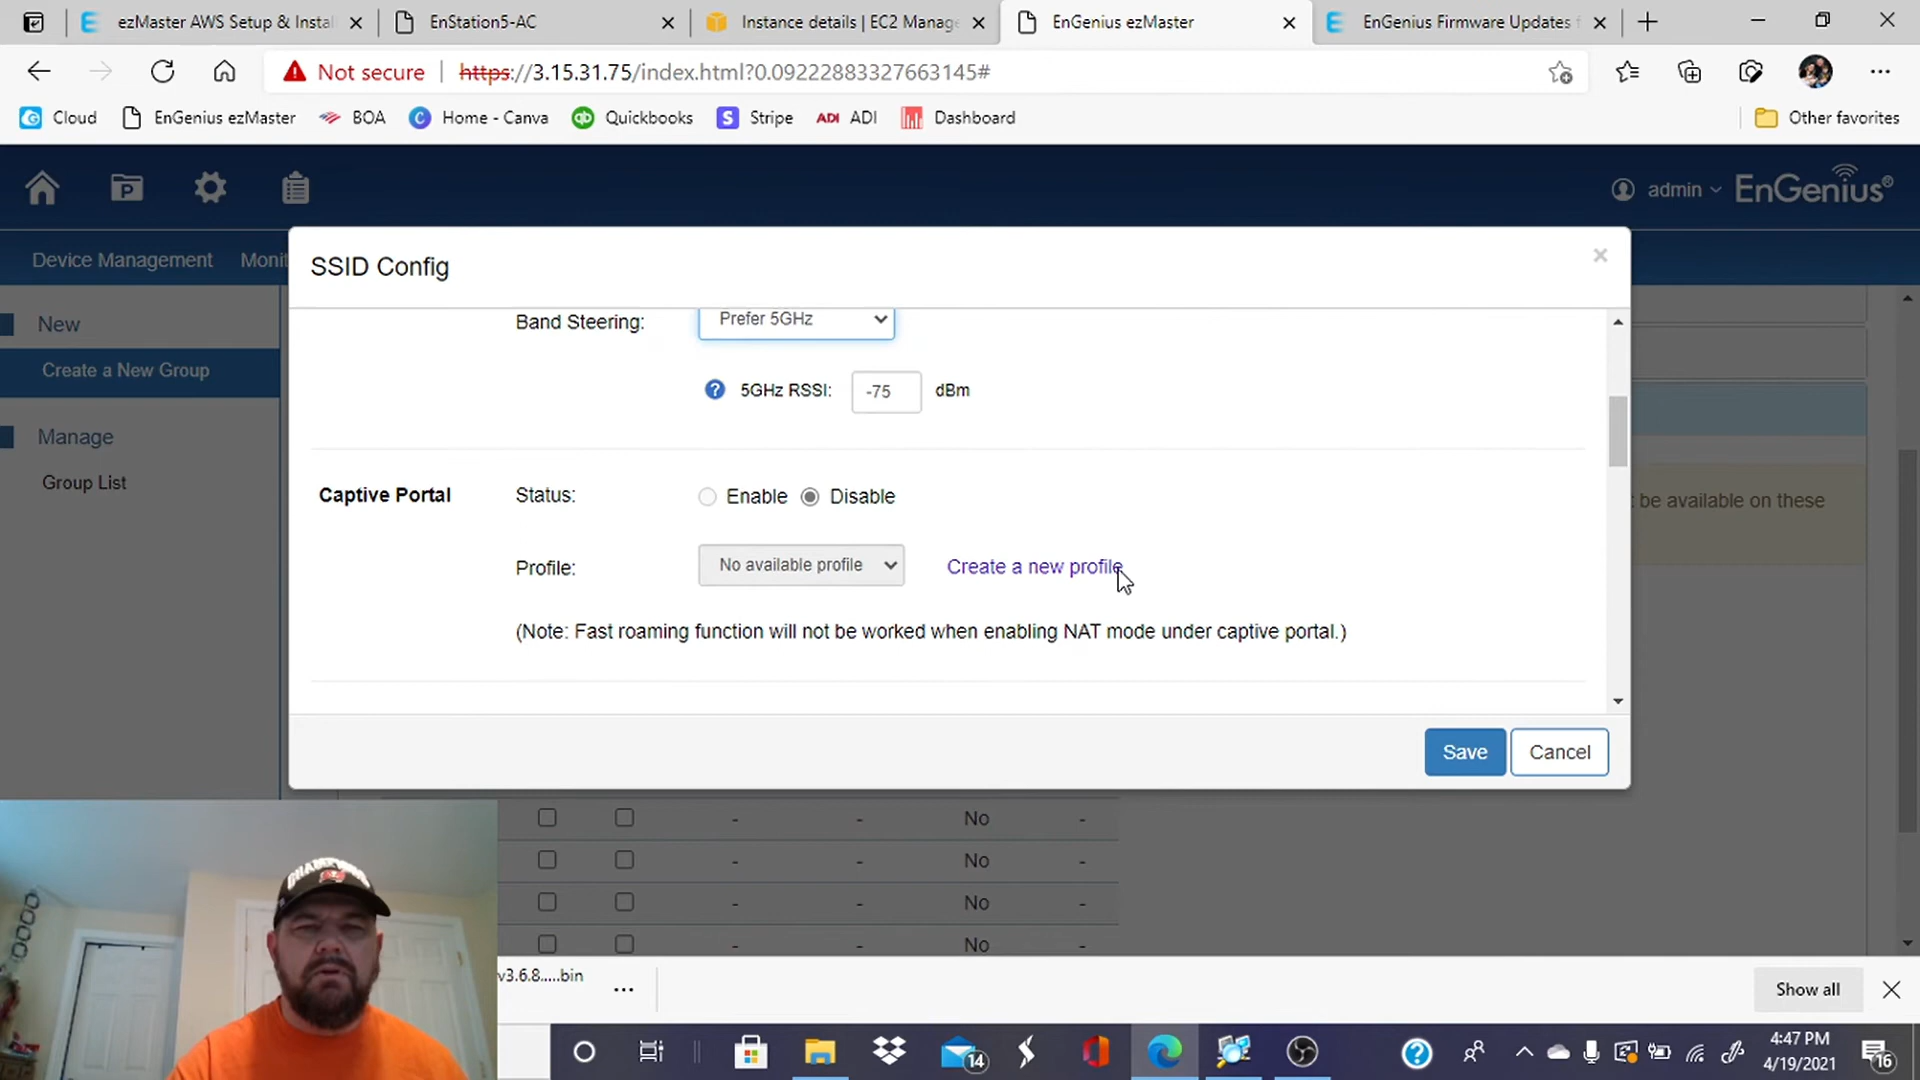 ezMaster AWS Setup & Instal
EnStation5-AC
Instance details | EC2 Manage
EnGenius ezMaster
EnGenius Firmware Updates f
Not secure
https://3.15.31.75/index.html?0.09222883327663145#
Cloud
EnGenius ezMaster
BOA
Home - Canva
Quickbooks
Stripe
ADI ADI
Dashboard
Other favorites
admin
EnGenius®
Device Management
Monit
SSID Config
New
Create a New Group
Manage
Group List
Band Steering:
Prefer 5GHz
5GHz RSSI:
-75
dBm
Captive Portal
Status:
Enable
Disable
Profile:
No available profile
Create a new profile
(Note: Fast roaming function will not be worked when enabling NAT mode under captive portal.)
t be available on these
Save
Cancel
- - No -
- - No -
- - No -
- - No -
v3.6.8.....bin
Show all
14
4:47 PM
4/19/2021
16